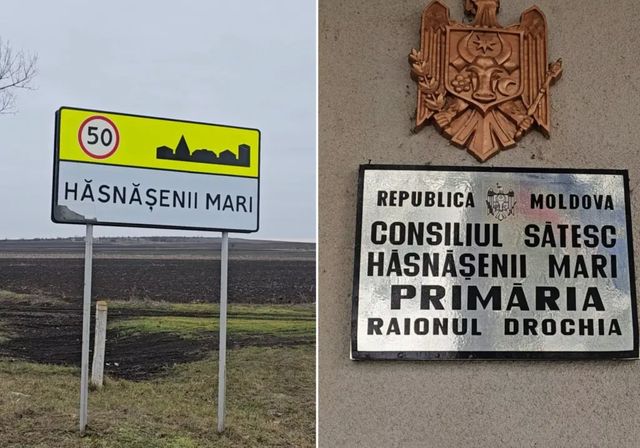 50
HĂSNĂȘENII MARI
REPUBLICA MOLDOVA
CONSILIUL SĂTESC
HĂSNĂȘENII MARI
PRIMĂRIA
RAIONUL DROCHIA